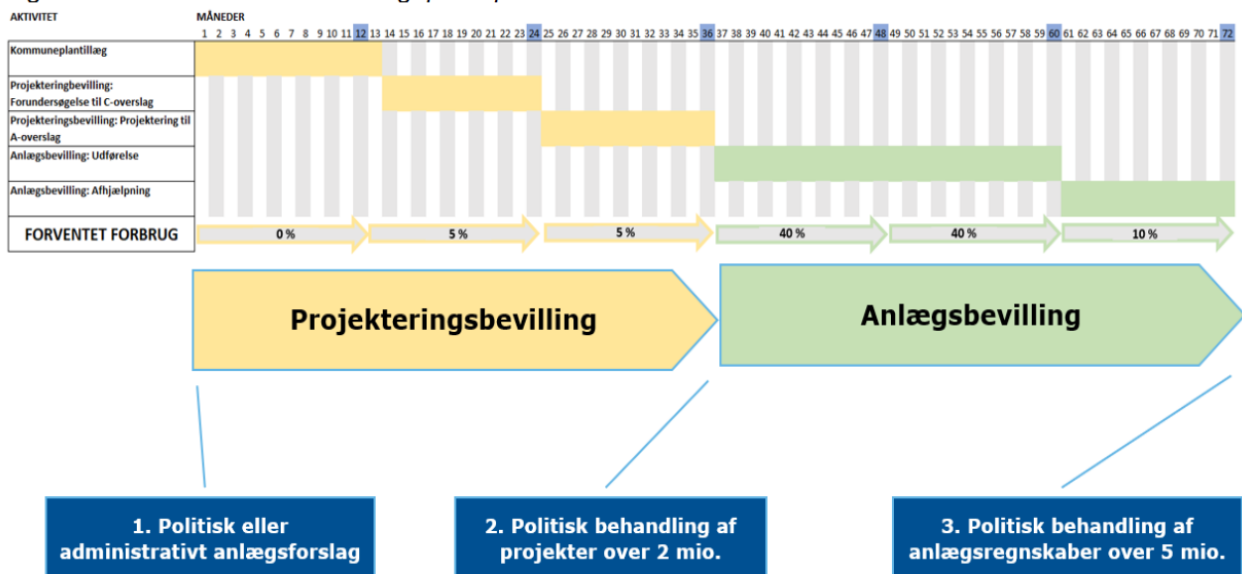 AKTIVITET
MÅNEDER
1 2 3 4 5 6 7 8 9 10 11 12 13 14 15 16 17 18 19 20 21 22 23 24 25 26 27 28 29 30 31 32 33 34 35 36 37 38 39 40 41 42 43 44 45 46 47 48 49 50 51 52 53 54 55 56 57 58 59 60 61 62 63 64 65 66 67 68 69 70 71 72
Kommuneplantillæg
Projekteringbevilling:
Forundersøgelse til C-overslag
Projekteringsbevilling: Projektering til
A-overslag
Anlægsbevilling: Udførelse
Anlægsbevilling: Afhjælpning
FORVENTET FORBRUG
0 %
5 %
5 %
40 %
40 %
10 %
Projekteringsbevilling
Anlægsbevilling
1. Politisk eller
administrativt anlægsforslag
2. Politisk behandling af
projekter over 2 mio.
3. Politisk behandling af
anlægsregnskaber over 5 mio.